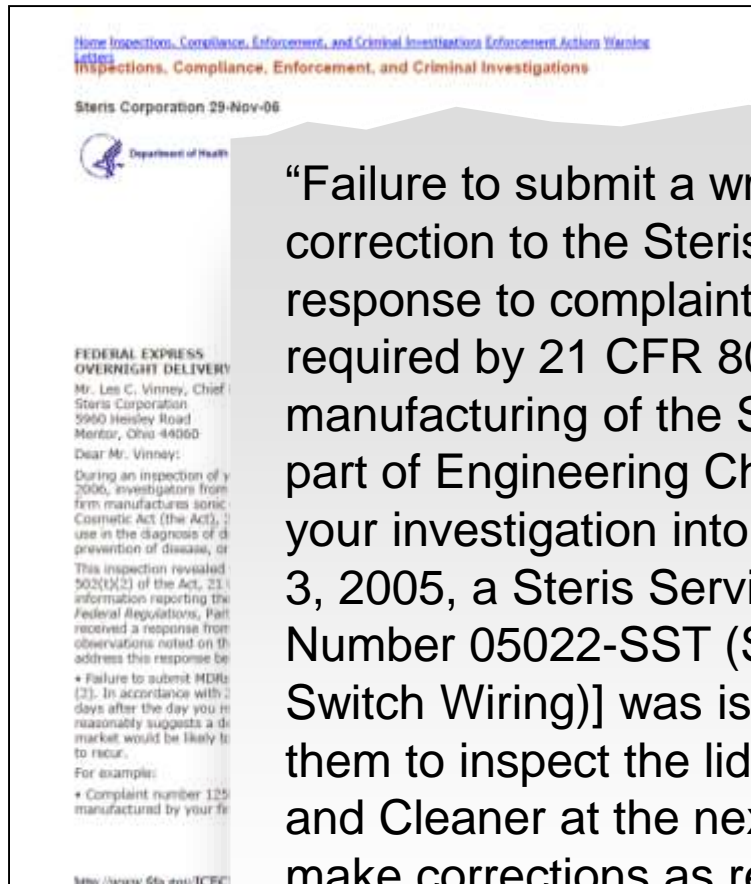 Home Inspections, Compliance, Enforcement, and Criminal Investigations Enforcement Actions Warning
Letters
Inspections, Compliance, Enforcement, and Criminal Investigations
Steris Corporation 29-Nov-06
Department of Health
FEDERAL EXPRESS
OVERNIGHT DELIVERY
Mr. Les C. Vinney, Chief
Steris Corporation
5960 Heisley Road
Mentor, Ohio 44060
Dear Mr. Vinney:
During an inspection of y
2006, investigators from
firm manufactures sonic
Cosmetic Act (the Act),
use in the diagnosis of d
prevention of disease, or
This inspection revealed
502(t)(2) of the Act, 21
information reporting the
Federal Regulations, Part
received a response from
observations noted on th
address this response be
• Failure to submit MDRs
(2). In accordance with
days after the day you
reasonably suggests a de
market would be likely to
to recur.
For example:
• Complaint number 125
manufactured by your fi
“Failure to submit a wr
correction to the Steris
response to complaint
required by 21 CFR 80
manufacturing of the S
part of Engineering Ch
your investigation into
3, 2005, a Steris Servi
Number 05022-SST (S
Switch Wiring)] was is
them to inspect the lid
and Cleaner at the nex
make corrections as re